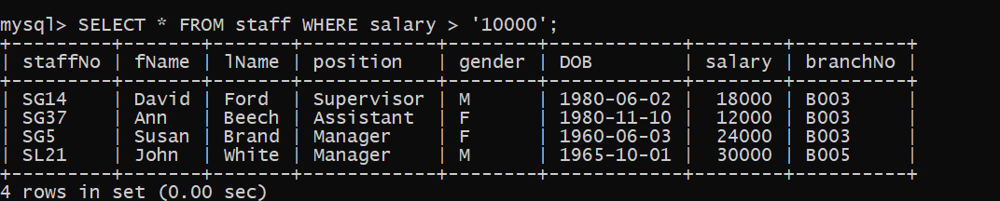 mysql> SELECT * FROM staff WHERE salary > '10000';
+---------+-------+-------+------------+--------+------------+--------+----------+
| staffNo | fName | lName | position   | gender | DOB        | salary | branchNo |
+---------+-------+-------+------------+--------+------------+--------+----------+
| SG14    | David | Ford  | Supervisor | M      | 1980-06-02 |  18000 | B003     |
| SG37    | Ann   | Beech | Assistant  | F      | 1980-11-10 |  12000 | B003     |
| SG5     | Susan | Brand | Manager    | F      | 1960-06-03 |  24000 | B003     |
| SL21    | John  | White | Manager    | M      | 1965-10-01 |  30000 | B005     |
+---------+-------+-------+------------+--------+------------+--------+----------+
4 rows in set (0.00 sec)